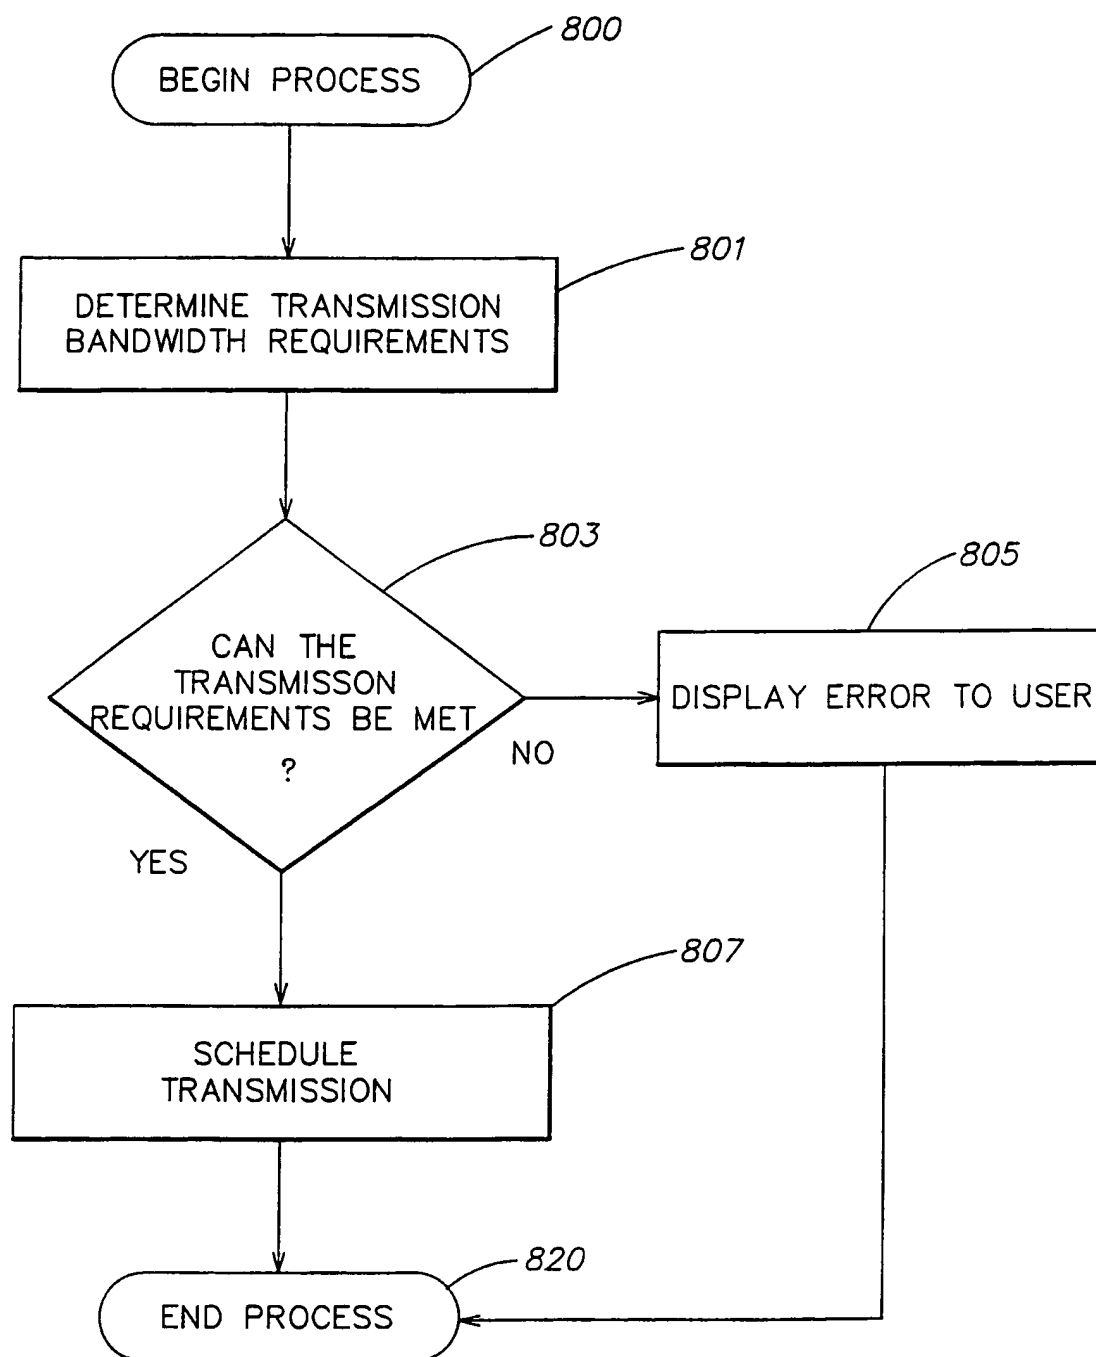 800
BEGIN PROCESS
801
DETERMINE TRANSMISSION
BANDWIDTH REQUIREMENTS
803
CAN THE
TRANSMISSON
REQUIREMENTS BE MET
?
NO
YES
805
DISPLAY ERROR TO USER
807
SCHEDULE
TRANSMISSION
820
END PROCESS